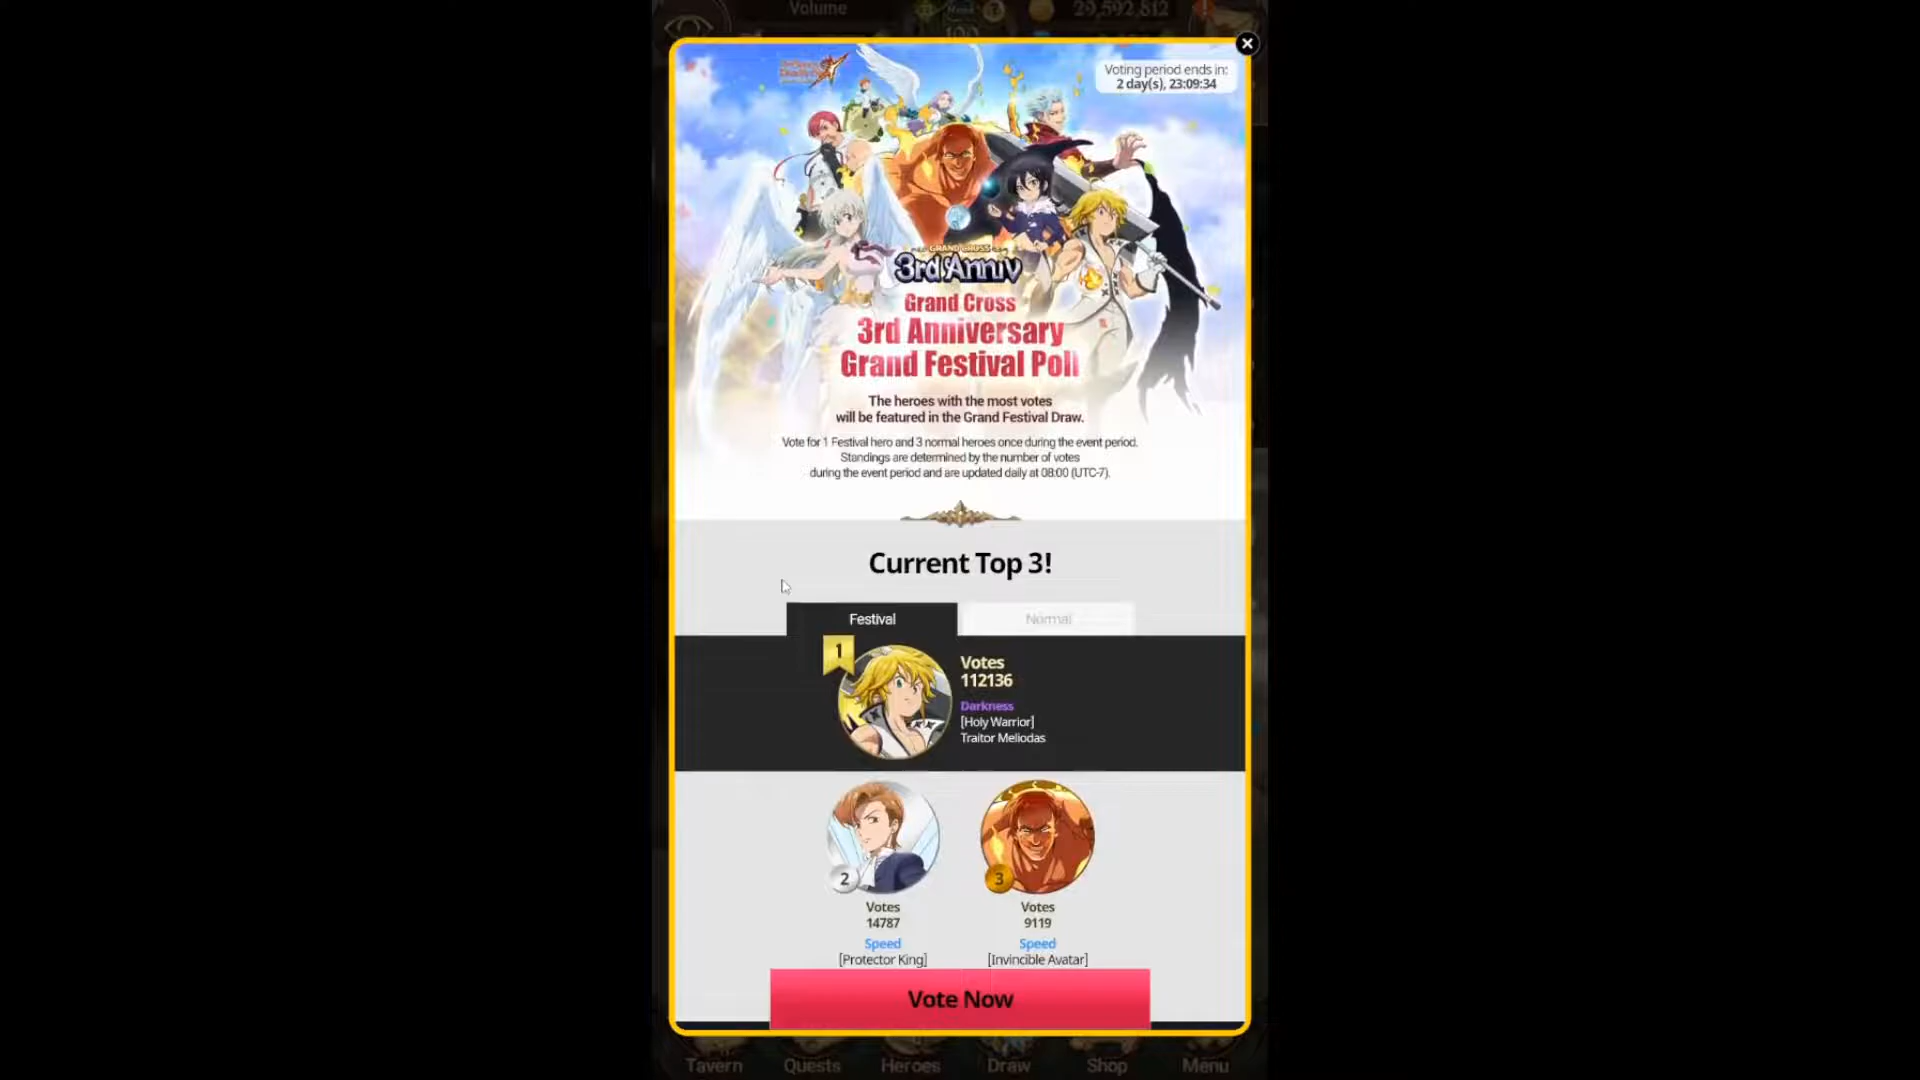 Volume
29,592,812
Voting period ends in:
2 day(s), 23:09:34
GRAND CROSS
3rd Anniv
Grand Cross
3rd Anniversary
Grand Festival Poll
The heroes with the most votes
will be featured in the Grand Festival Draw.
Vote for 1 Festival hero and 3 normal heroes once during the event period.
Standings are determined by the number of votes
during the event period and are updated daily at 08:00 (UTC-7).
Current Top 3!
Festival
Normal
1
Votes
112136
Darkness
[Holy Warrior]
Traitor Meliodas
2
3
Votes
14787
Speed
[Protector King]
Votes
9119
Speed
[Invincible Avatar]
Vote Now
Tavern
Quests
Heroes
Draw
Shop
Menu